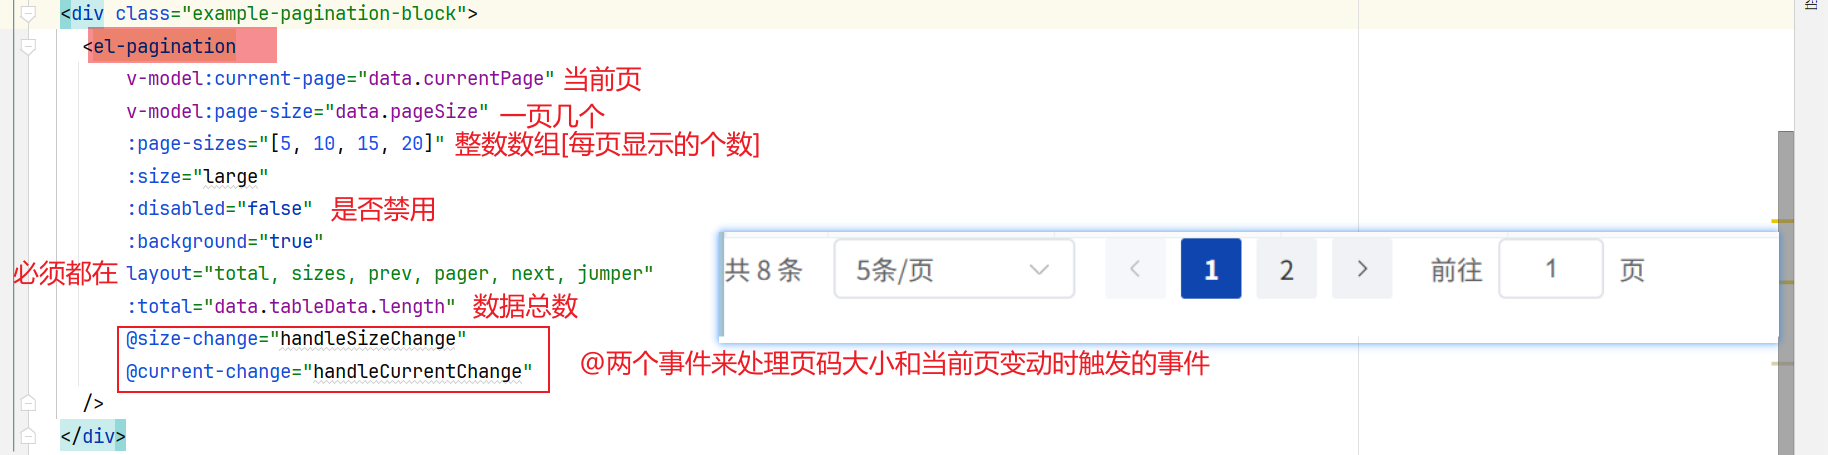 <div class="example-pagination-block">
<el-pagination
v-model:current-page="data.currentPage" 当前页
v-model:page-size="data.pageSize" 一页几个
:page-sizes="[5, 10, 15, 20]" 整数数组[每页显示的个数]
:size="large"
:disabled="false" 是否禁用
:background="true"
必须都在 layout="total, sizes, prev, pager, next, jumper"
共 8 条 5条/页 < 1 2 > 前往 1 页
:total="data.tableData.length" 数据总数
@size-change="handleSizeChange"
@current-change="handleCurrentChange" @两个事件来处理页码大小和当前页变动时触发的事件
/>
</div>